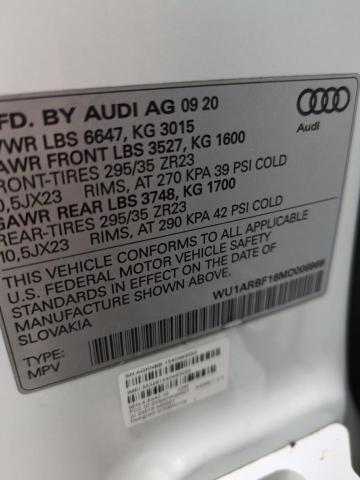 FD. BY AUDI AG 09 20
VWR LBS 6647, KG 3015
AWR FRONT LBS 3527, KG 1600
FRONT-TIRES 295/35 ZR23
10,5JX23 RIMS, AT 270 KPA 39 PSI COLD
GAWR REAR LBS 3748, KG 1700
REAR-TIRES 295/35 ZR23
10,5JX23 RIMS, AT 290 KPA 42 PSI COLD
THIS VEHICLE CONFORMS TO ALL APPLICABLE
U.S. FEDERAL MOTOR VEHICLE SAFETY
STANDARDS IN EFFECT ON THE DATE OF
MANUFACTURE SHOWN ABOVE.
SLOVAKIA
TYPE:
MPV
Audi